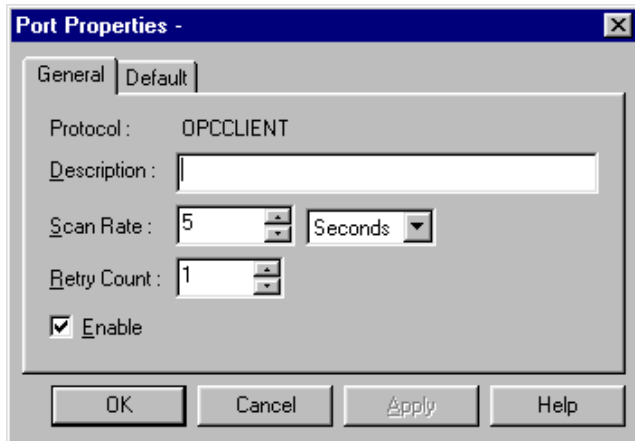 Port Properties -
General Default
Protocol : OPCCLIENT
Description :
Scan Rate : 5 Seconds
Retry Count : 1
Enable
OK Cancel Apply Help